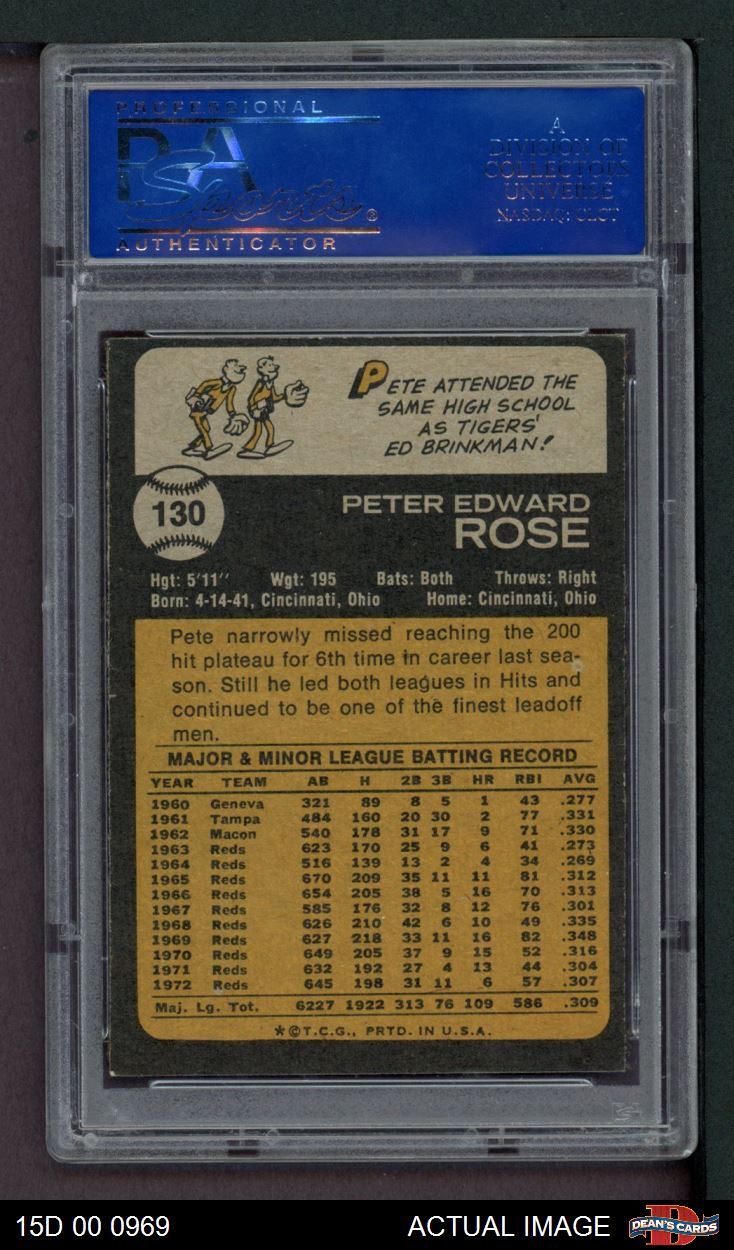 PROFESSIONAL
PSA
Sports®
AUTHENTICATOR
A
DIVISION OF
COLLECTORS
UNIVERSE
NASDAQ: CLCT
PETE ATTENDED THE
SAME HIGH SCHOOL
AS TIGERS'
ED BRINKMAN!
130
PETER EDWARD
ROSE
Hgt: 5'11" Wgt: 195 Bats: Both Throws: Right
Born: 4-14-41, Cincinnati, Ohio Home: Cincinnati, Ohio
Pete narrowly missed reaching the 200
hit plateau for 6th time in career last sea-
son. Still he led both leagues in Hits and
continued to be one of the finest leadoff
men.
MAJOR & MINOR LEAGUE BATTING RECORD
YEAR TEAM AB H 2B 3B HR RBI AVG
1960 Geneva 321 89 8 5 1 43 .277
1961 Tampa 484 160 20 30 2 77 .331
1962 Macon 540 178 31 17 9 71 .330
1963 Reds 623 170 25 9 6 41 .273
1964 Reds 516 139 13 2 4 34 .269
1965 Reds 670 209 35 11 11 81 .312
1966 Reds 654 205 38 5 16 70 .313
1967 Reds 585 176 32 8 12 76 .301
1968 Reds 626 210 42 6 10 49 .335
1969 Reds 627 218 33 11 16 82 .348
1970 Reds 649 205 37 9 15 52 .316
1971 Reds 632 192 27 4 13 44 .304
1972 Reds 645 198 31 11 6 57 .307
Maj. Lg. Tot. 6227 1922 313 76 109 586 .309
*©T.C.G., PRTD. IN U.S.A.
15D 00 0969 ACTUAL IMAGE DEAN'S CARDS